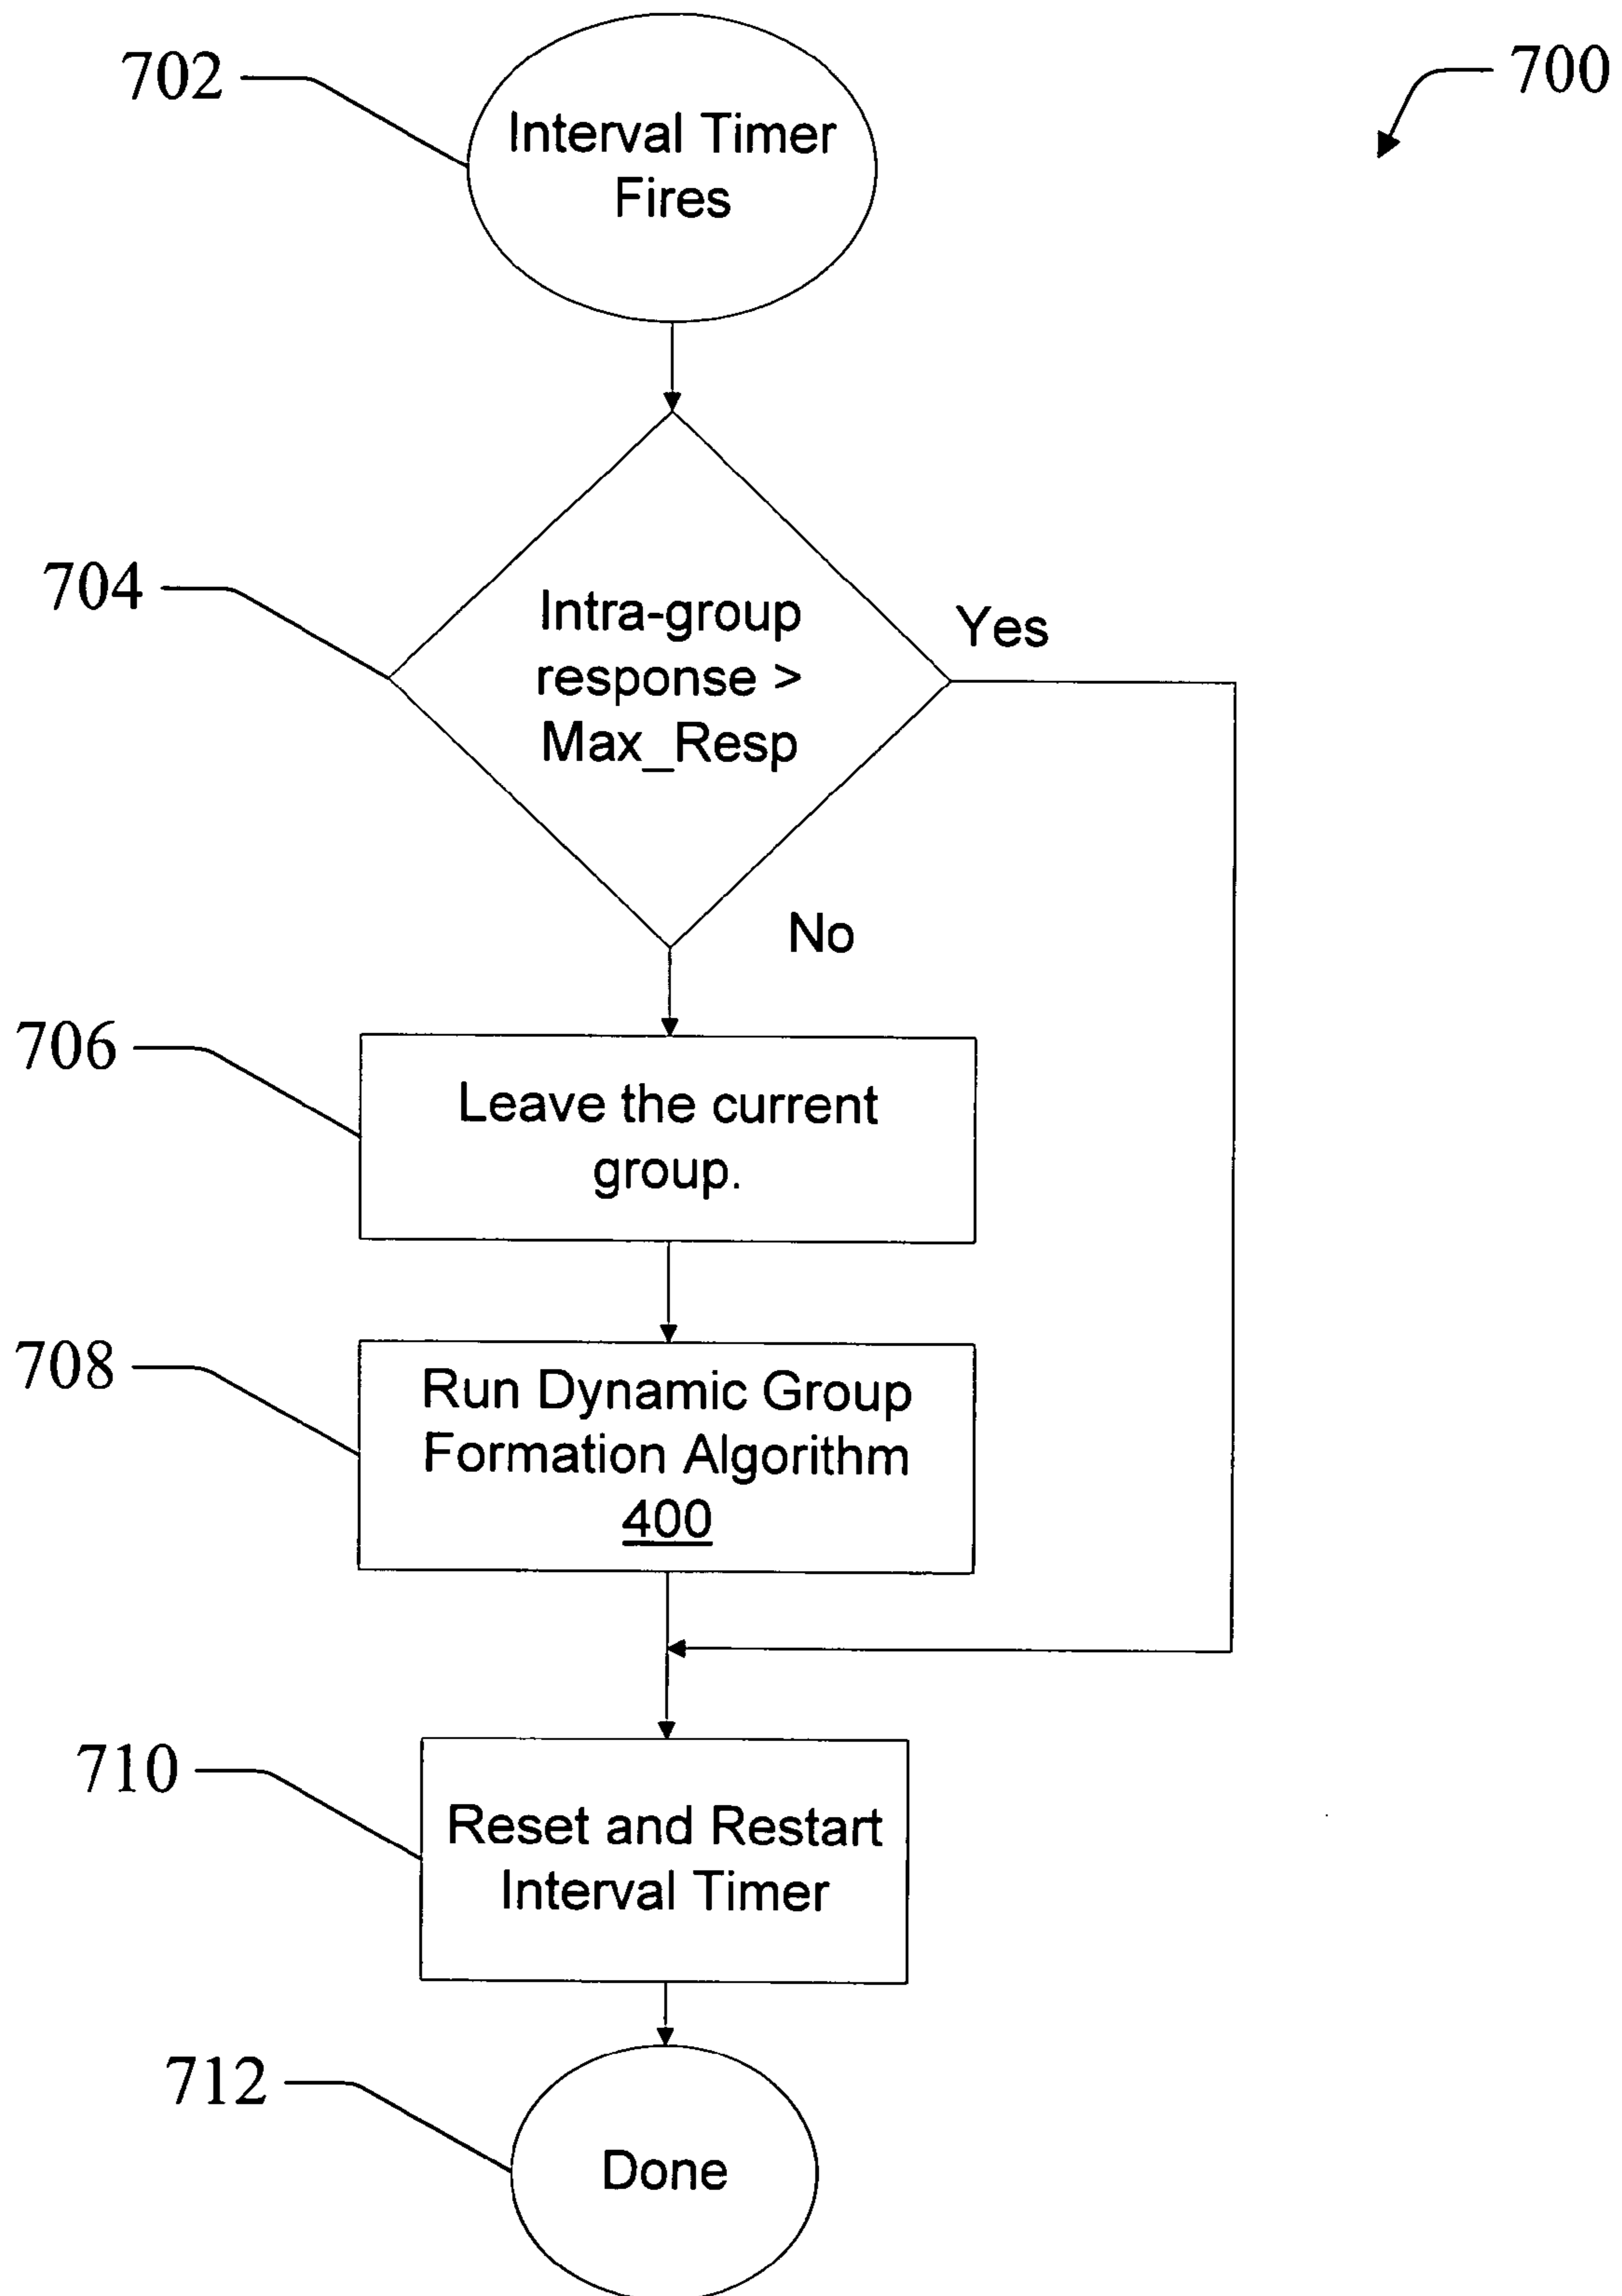 702
700
Interval Timer
Fires
704
Intra-group
response >
Max_Resp
Yes
No
706
Leave the current
group.
708
Run Dynamic Group
Formation Algorithm
400
710
Reset and Restart
Interval Timer
712
Done